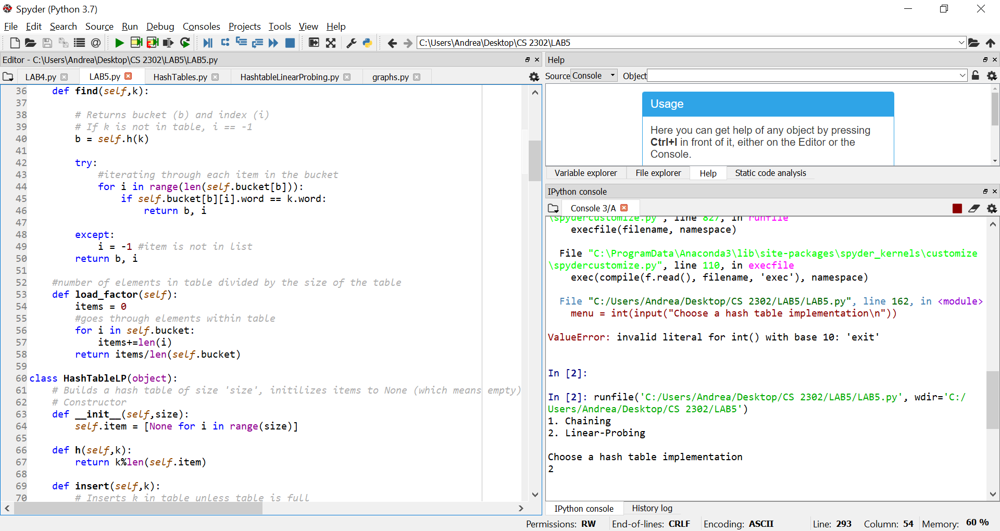 Spyder (Python 3.7)
File Edit Search Source Run Debug Consoles Projects Tools View Help
C:\Users\Andrea\Desktop\CS 2302\LAB5
Editor - C:\Users\Andrea\Desktop\CS 2302\LAB5\LAB5.py
LAB4.py LAB5.py HashTables.py HashtableLinearProbing.py graphs.py
36 def find(self,k):
37
38 # Returns bucket (b) and index (i)
39 # If k is not in table, i == -1
40 b = self.h(k)
41
42 try:
43 #iterating through each item in the bucket
44 for i in range(len(self.bucket[b])):
45 if self.bucket[b][i].word == k.word:
46 return b, i
47
48 except:
49 i = -1 #item is not in list
50 return b, i
51
52 #number of elements in table divided by the size of the table
53 def load_factor(self):
54 items = 0
55 #goes through elements within table
56 for i in self.bucket:
57 items+=len(i)
58 return items/len(self.bucket)
59
60 class HashTableLP(object):
61 # Builds a hash table of size 'size', initilizes items to None (which means empty)
62 # Constructor
63 def __init__(self,size):
64 self.item = [None for i in range(size)]
65
66 def h(self,k):
67 return k%len(self.item)
68
69 def insert(self,k):
70 # Inserts k in table unless table is full
Help
Source Console Object
Usage
Here you can get help of any object by pressing
Ctrl+I in front of it, either on the Editor or the
Console.
Variable explorer File explorer Help Static code analysis
IPython console
Console 3/A
\spydercustomize.py", line 827, in runfile
execfile(filename, namespace)
File "C:\ProgramData\Anaconda3\lib\site-packages\spyder_kernels\customize
\spydercustomize.py", line 110, in execfile
exec(compile(f.read(), filename, 'exec'), namespace)
File "C:/Users/Andrea/Desktop/CS 2302/LAB5/LAB5.py", line 162, in <module>
menu = int(input("Choose a hash table implementation\n"))
ValueError: invalid literal for int() with base 10: 'exit'
In [2]:
In [2]: runfile('C:/Users/Andrea/Desktop/CS 2302/LAB5/LAB5.py', wdir='C:/
Users/Andrea/Desktop/CS 2302/LAB5')
1. Chaining
2. Linear-Probing
Choose a hash table implementation
2
IPython console History log
Permissions: RW End-of-lines: CRLF Encoding: ASCII Line: 293 Column: 54 Memory: 60 %